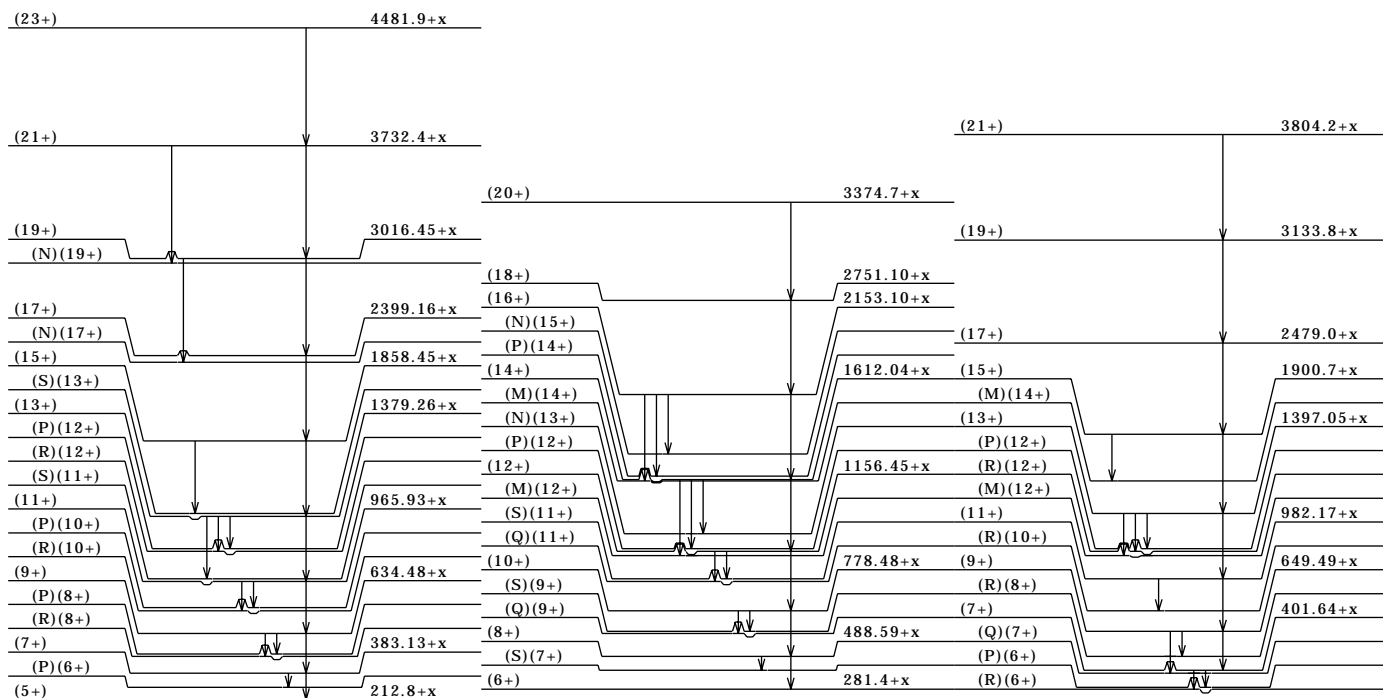 (23+) 4481.9+x
(21+) 3732.4+x
(19+) 3016.45+x
(N)(19+)
(17+) 2399.16+x
(N)(17+)
(15+) 1858.45+x
(S)(13+)
(13+) 1379.26+x
(P)(12+)
(R)(12+)
(S)(11+)
(11+) 965.93+x
(P)(10+)
(R)(10+)
(9+) 634.48+x
(P)(8+)
(R)(8+)
(7+) 383.13+x
(P)(6+)
(5+) 212.8+x
(20+) 3374.7+x
(18+) 2751.10+x
(16+) 2153.10+x
(N)(15+)
(P)(14+)
(14+) 1612.04+x
(M)(14+)
(N)(13+)
(P)(12+)
(12+) 1156.45+x
(M)(12+)
(S)(11+)
(Q)(11+)
(10+) 778.48+x
(S)(9+)
(Q)(9+)
(8+) 488.59+x
(S)(7+)
(6+) 281.4+x
(21+) 3804.2+x
(19+) 3133.8+x
(17+) 2479.0+x
(15+) 1900.7+x
(M)(14+)
(13+) 1397.05+x
(P)(12+)
(R)(12+)
(M)(12+)
(11+) 982.17+x
(R)(10+)
(9+) 649.49+x
(R)(8+)
(7+) 401.64+x
(Q)(7+)
(P)(6+)
(R)(6+)